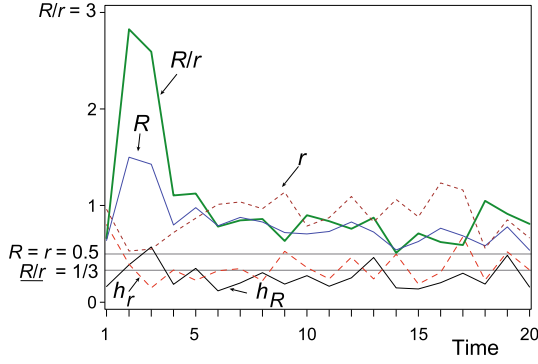 R/r = 3
2
1
R = r = 0.5
R/r = 1/3
0
R/r
R
r
h_r
h_R
1 5 10 15 20
Time